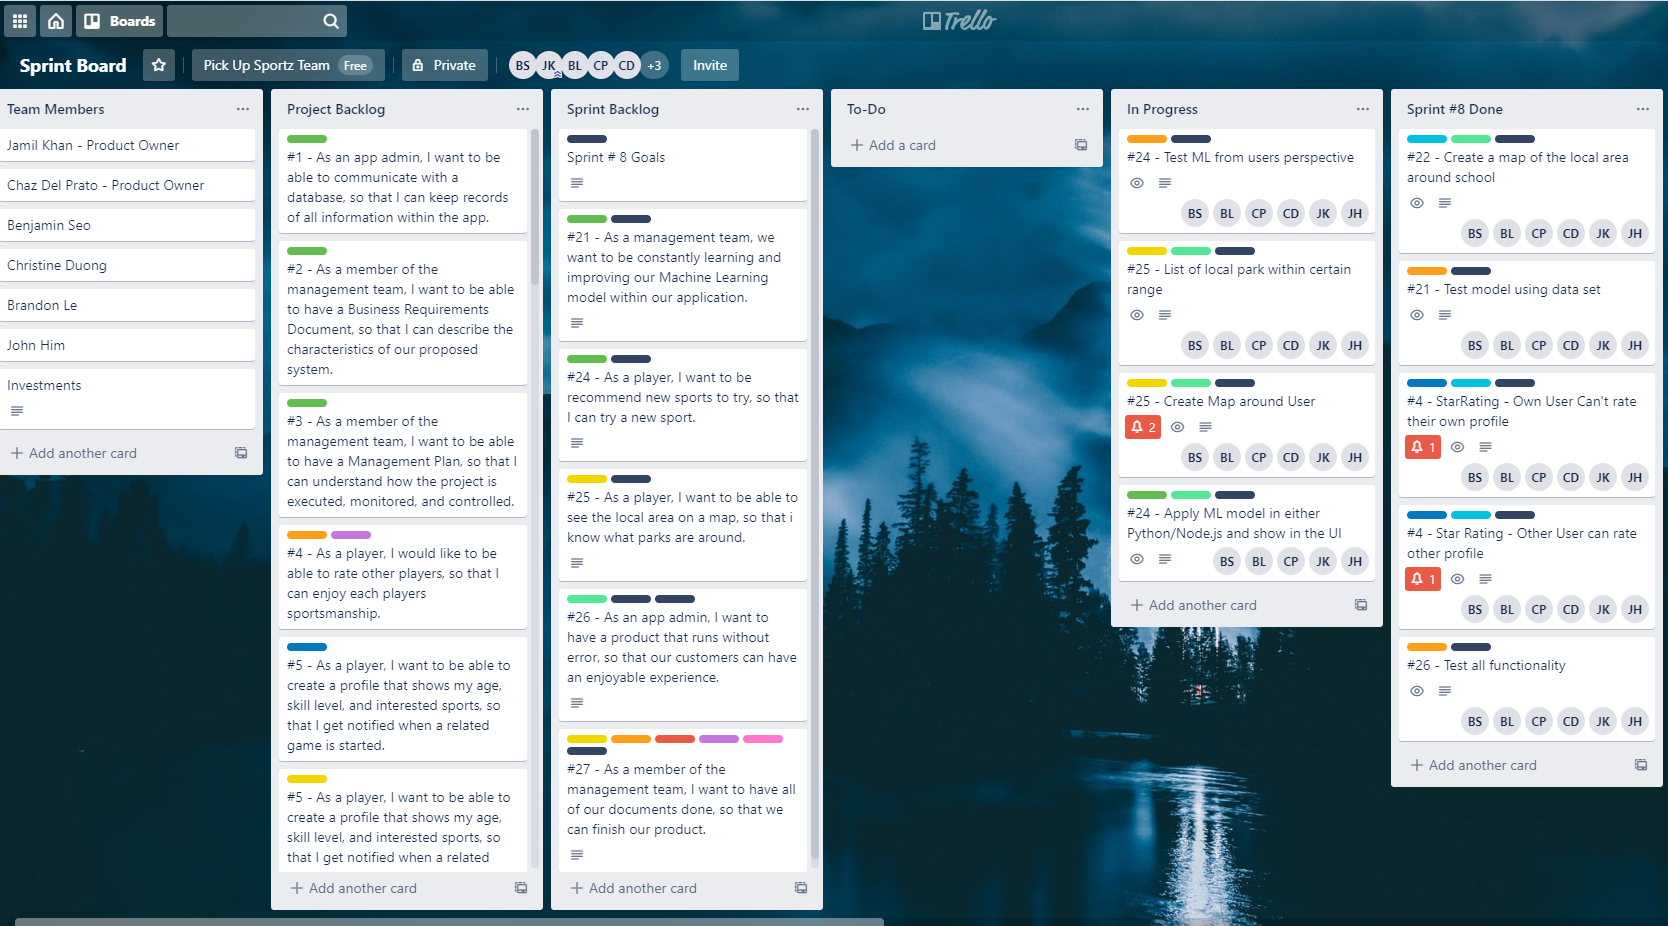 Boards
Trello
Sprint Board
Pick Up Sportz Team Free
Private
BS JK BL CP CD +3
Invite
Team Members
Jamil Khan - Product Owner
Chaz Del Prato - Product Owner
Benjamin Seo
Christine Duong
Brandon Le
John Him
Investments
+ Add another card
Project Backlog
#1 - As an app admin, I want to be
able to communicate with a
database, so that I can keep records
of all information within the app.
#2 - As a member of the
management team, I want to be able
to have a Business Requirements
Document, so that I can describe the
characteristics of our proposed
system.
#3 - As a member of the
management team, I want to be able
to have a Management Plan, so that I
can understand how the project is
executed, monitored, and controlled.
#4 - As a player, I would like to be
able to rate other players, so that I
can enjoy each players
sportsmanship.
#5 - As a player, I want to be able to
create a profile that shows my age,
skill level, and interested sports, so
that I get notified when a related
game is started.
#5 - As a player, I want to be able to
create a profile that shows my age,
skill level, and interested sports, so
that I get notified when a related
+ Add another card
Sprint Backlog
Sprint # 8 Goals
#21 - As a management team, we
want to be constantly learning and
improving our Machine Learning
model within our application.
#24 - As a player, I want to be
recommend new sports to try, so that
I can try a new sport.
#25 - As a player, I want to be able to
see the local area on a map, so that i
know what parks are around.
#26 - As an app admin, I want to
have a product that runs without
error, so that our customers can have
an enjoyable experience.
#27 - As a member of the
management team, I want to have all
of our documents done, so that we
can finish our product.
+ Add another card
To-Do
+ Add a card
In Progress
#24 - Test ML from users perspective
BS BL CP CD JK JH
#25 - List of local park within certain
range
BS BL CP CD JK JH
#25 - Create Map around User
2
BS BL CP CD JK JH
#24 - Apply ML model in either
Python/Node.js and show in the UI
BS BL CP JK JH
+ Add another card
Sprint #8 Done
#22 - Create a map of the local area
around school
BS BL CP CD JK JH
#21 - Test model using data set
BS BL CP CD JK JH
#4 - StarRating - Own User Can't rate
their own profile
1
BS BL CP CD JK JH
#4 - Star Rating - Other User can rate
other profile
1
BS BL CP CD JK JH
#26 - Test all functionality
BS BL CP CD JK JH
+ Add another card